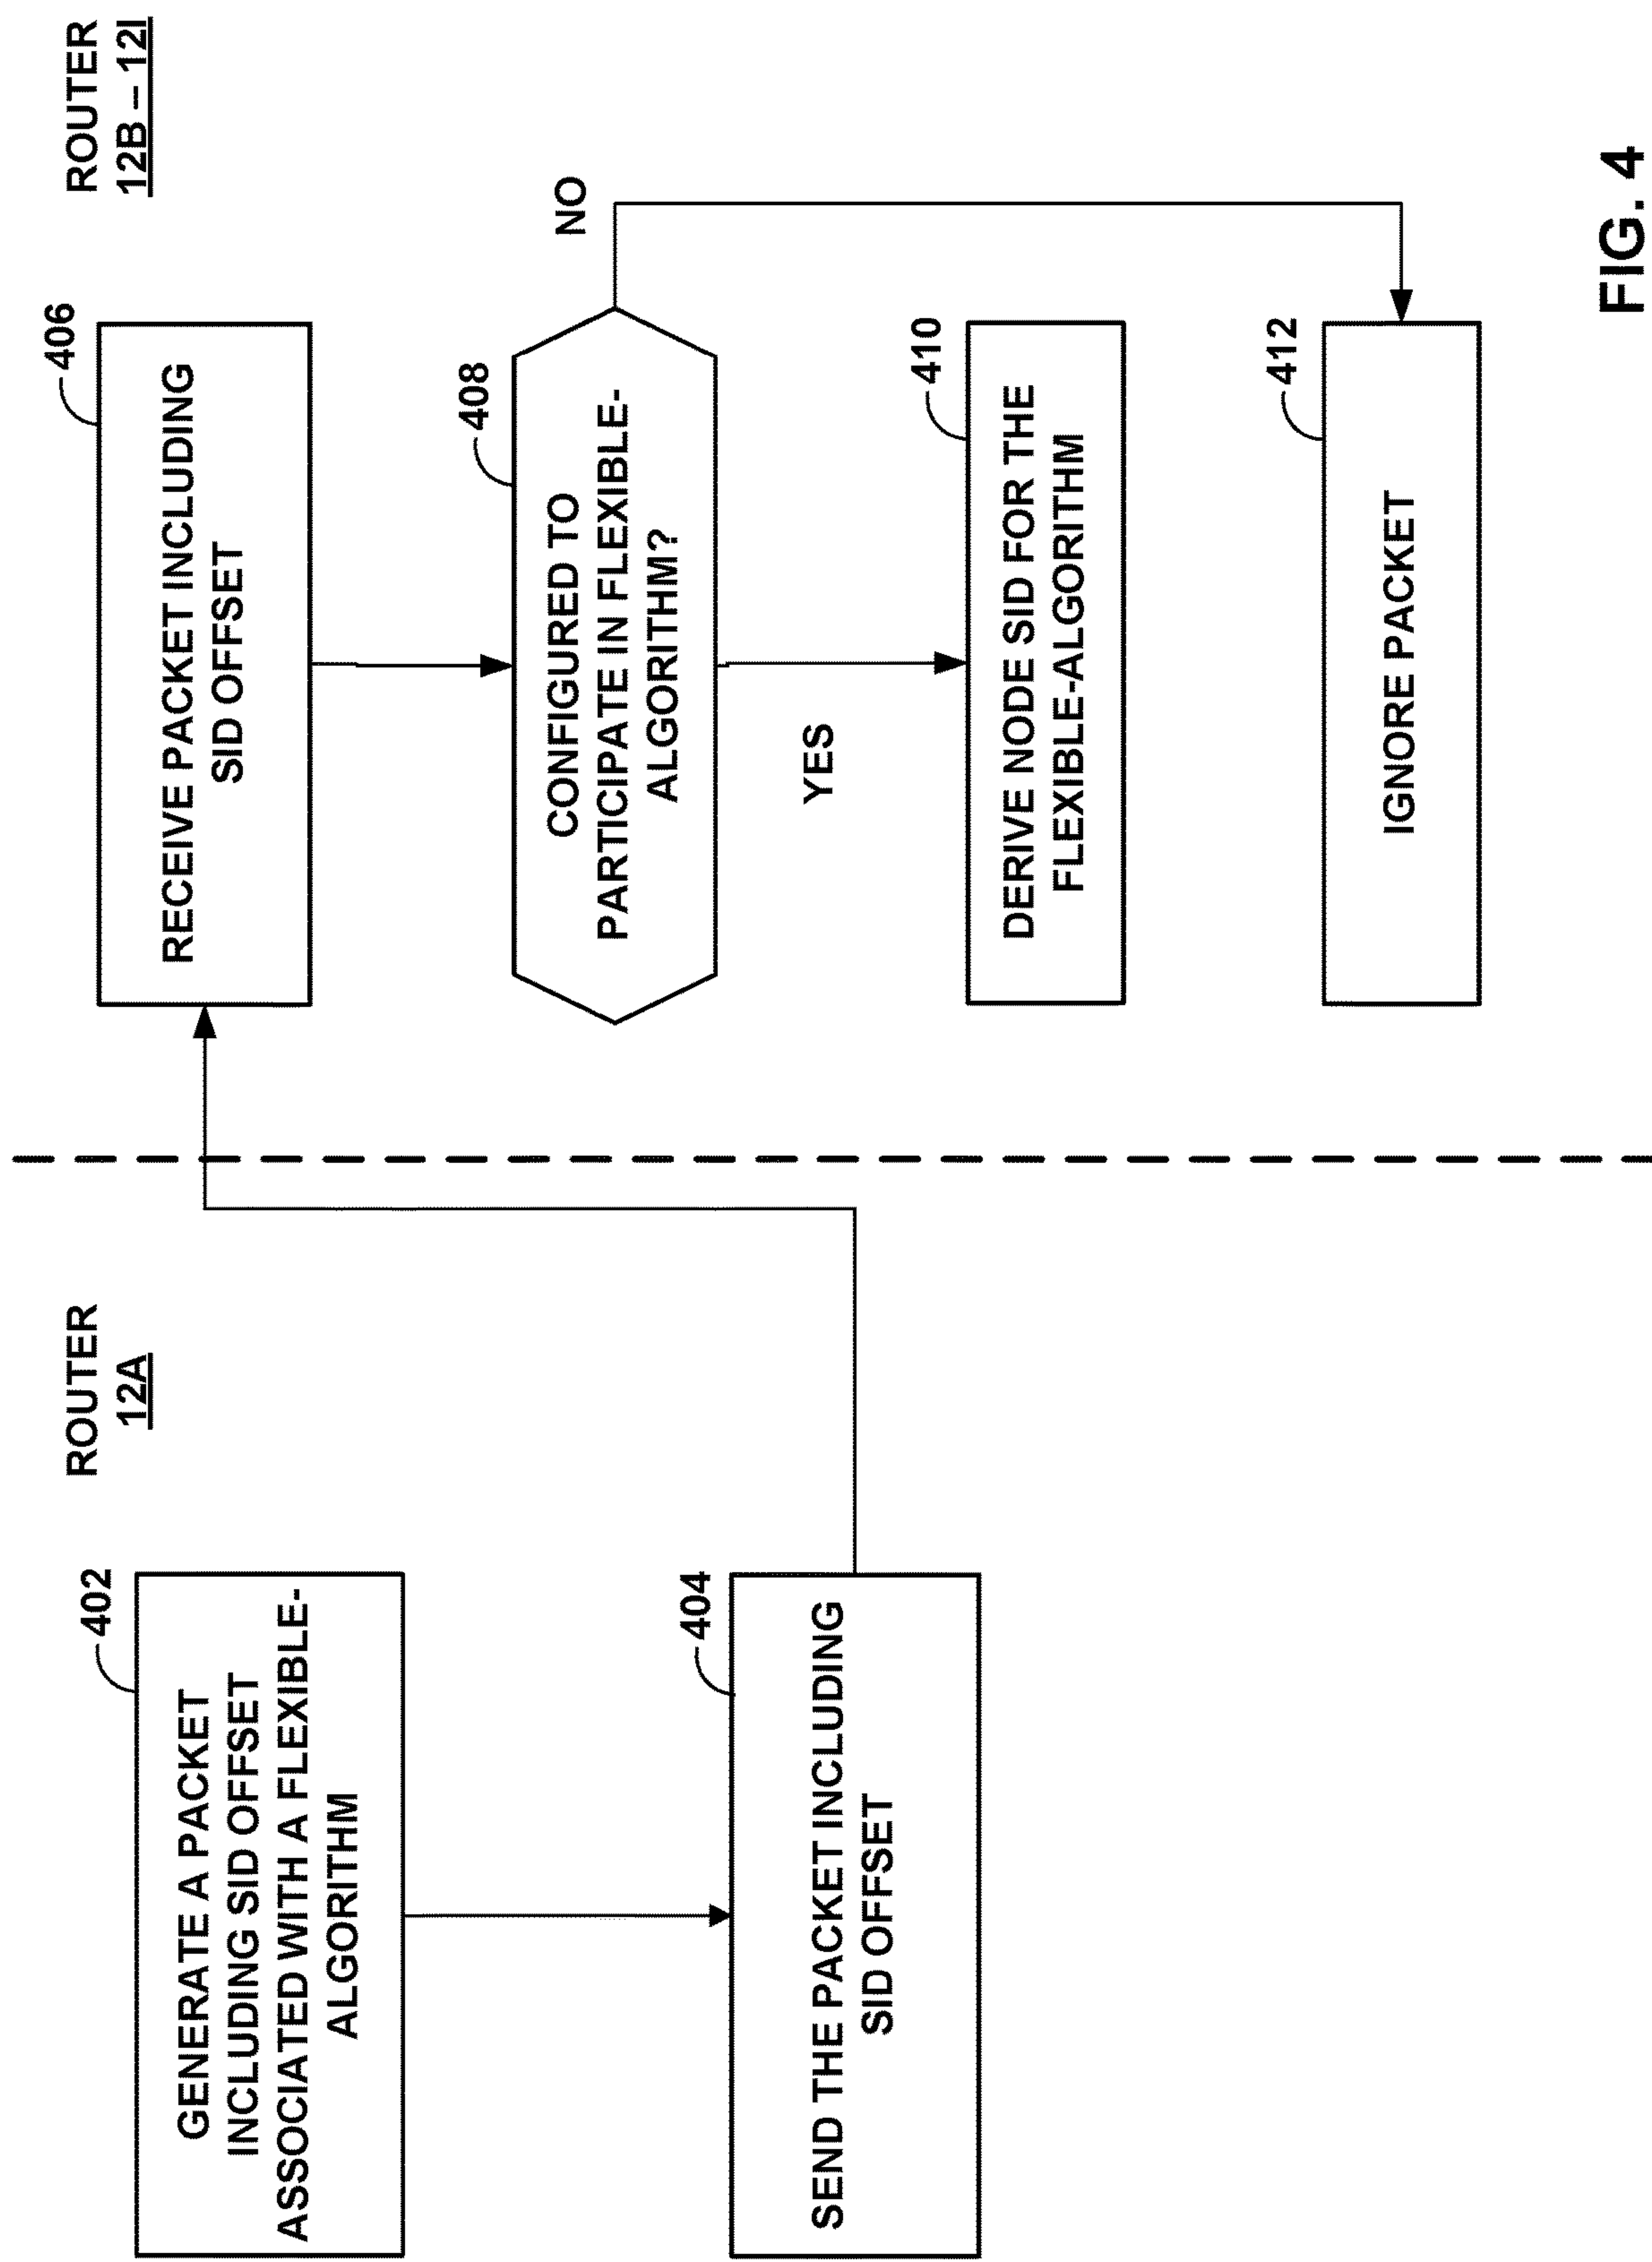 ROUTER
12A
402
GENERATE A PACKET
INCLUDING SID OFFSET
ASSOCIATED WITH A FLEXIBLE-
ALGORITHM
404
SEND THE PACKET INCLUDING
SID OFFSET
ROUTER
12B – 12I
406
RECEIVE PACKET INCLUDING
SID OFFSET
408
CONFIGURED TO
PARTICIPATE IN FLEXIBLE-
ALGORITHM?
NO
YES
410
DERIVE NODE SID FOR THE
FLEXIBLE-ALGORITHM
412
IGNORE PACKET
FIG. 4